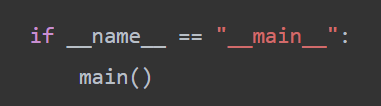 if __name__ == "__main__":
    main()